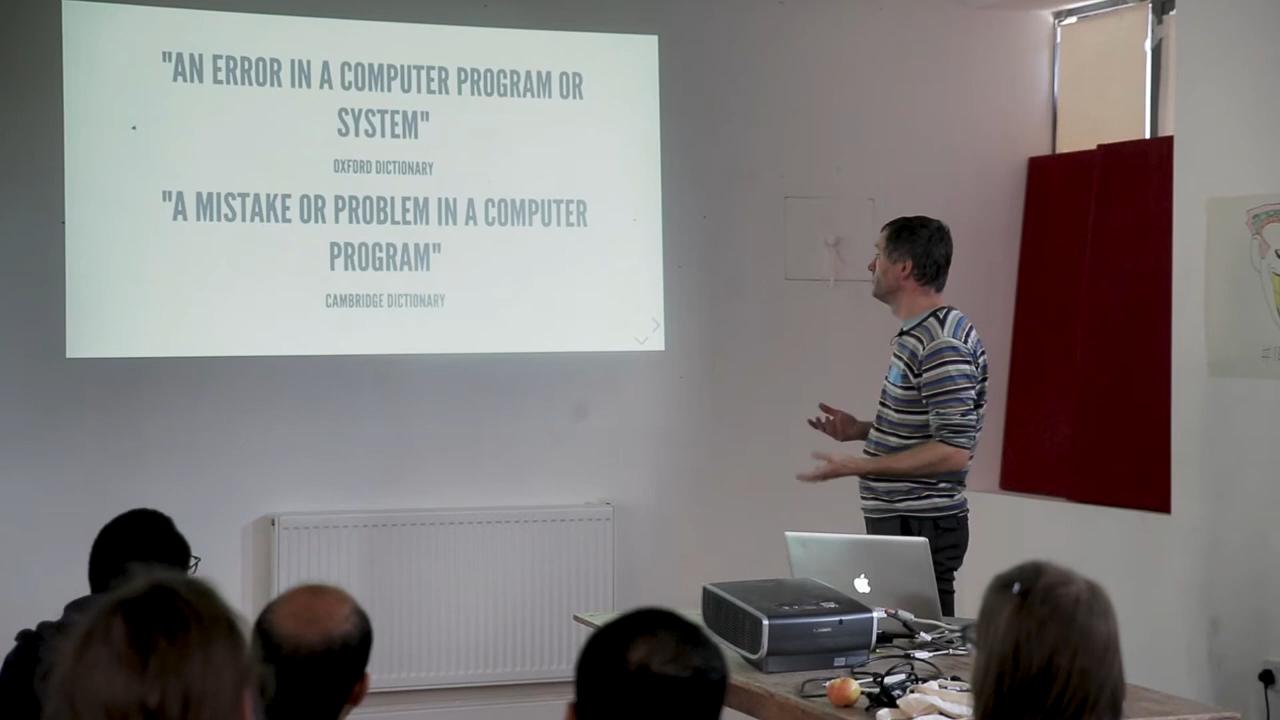 "AN ERROR IN A COMPUTER PROGRAM OR
SYSTEM"
OXFORD DICTIONARY
"A MISTAKE OR PROBLEM IN A COMPUTER
PROGRAM"
CAMBRIDGE DICTIONARY